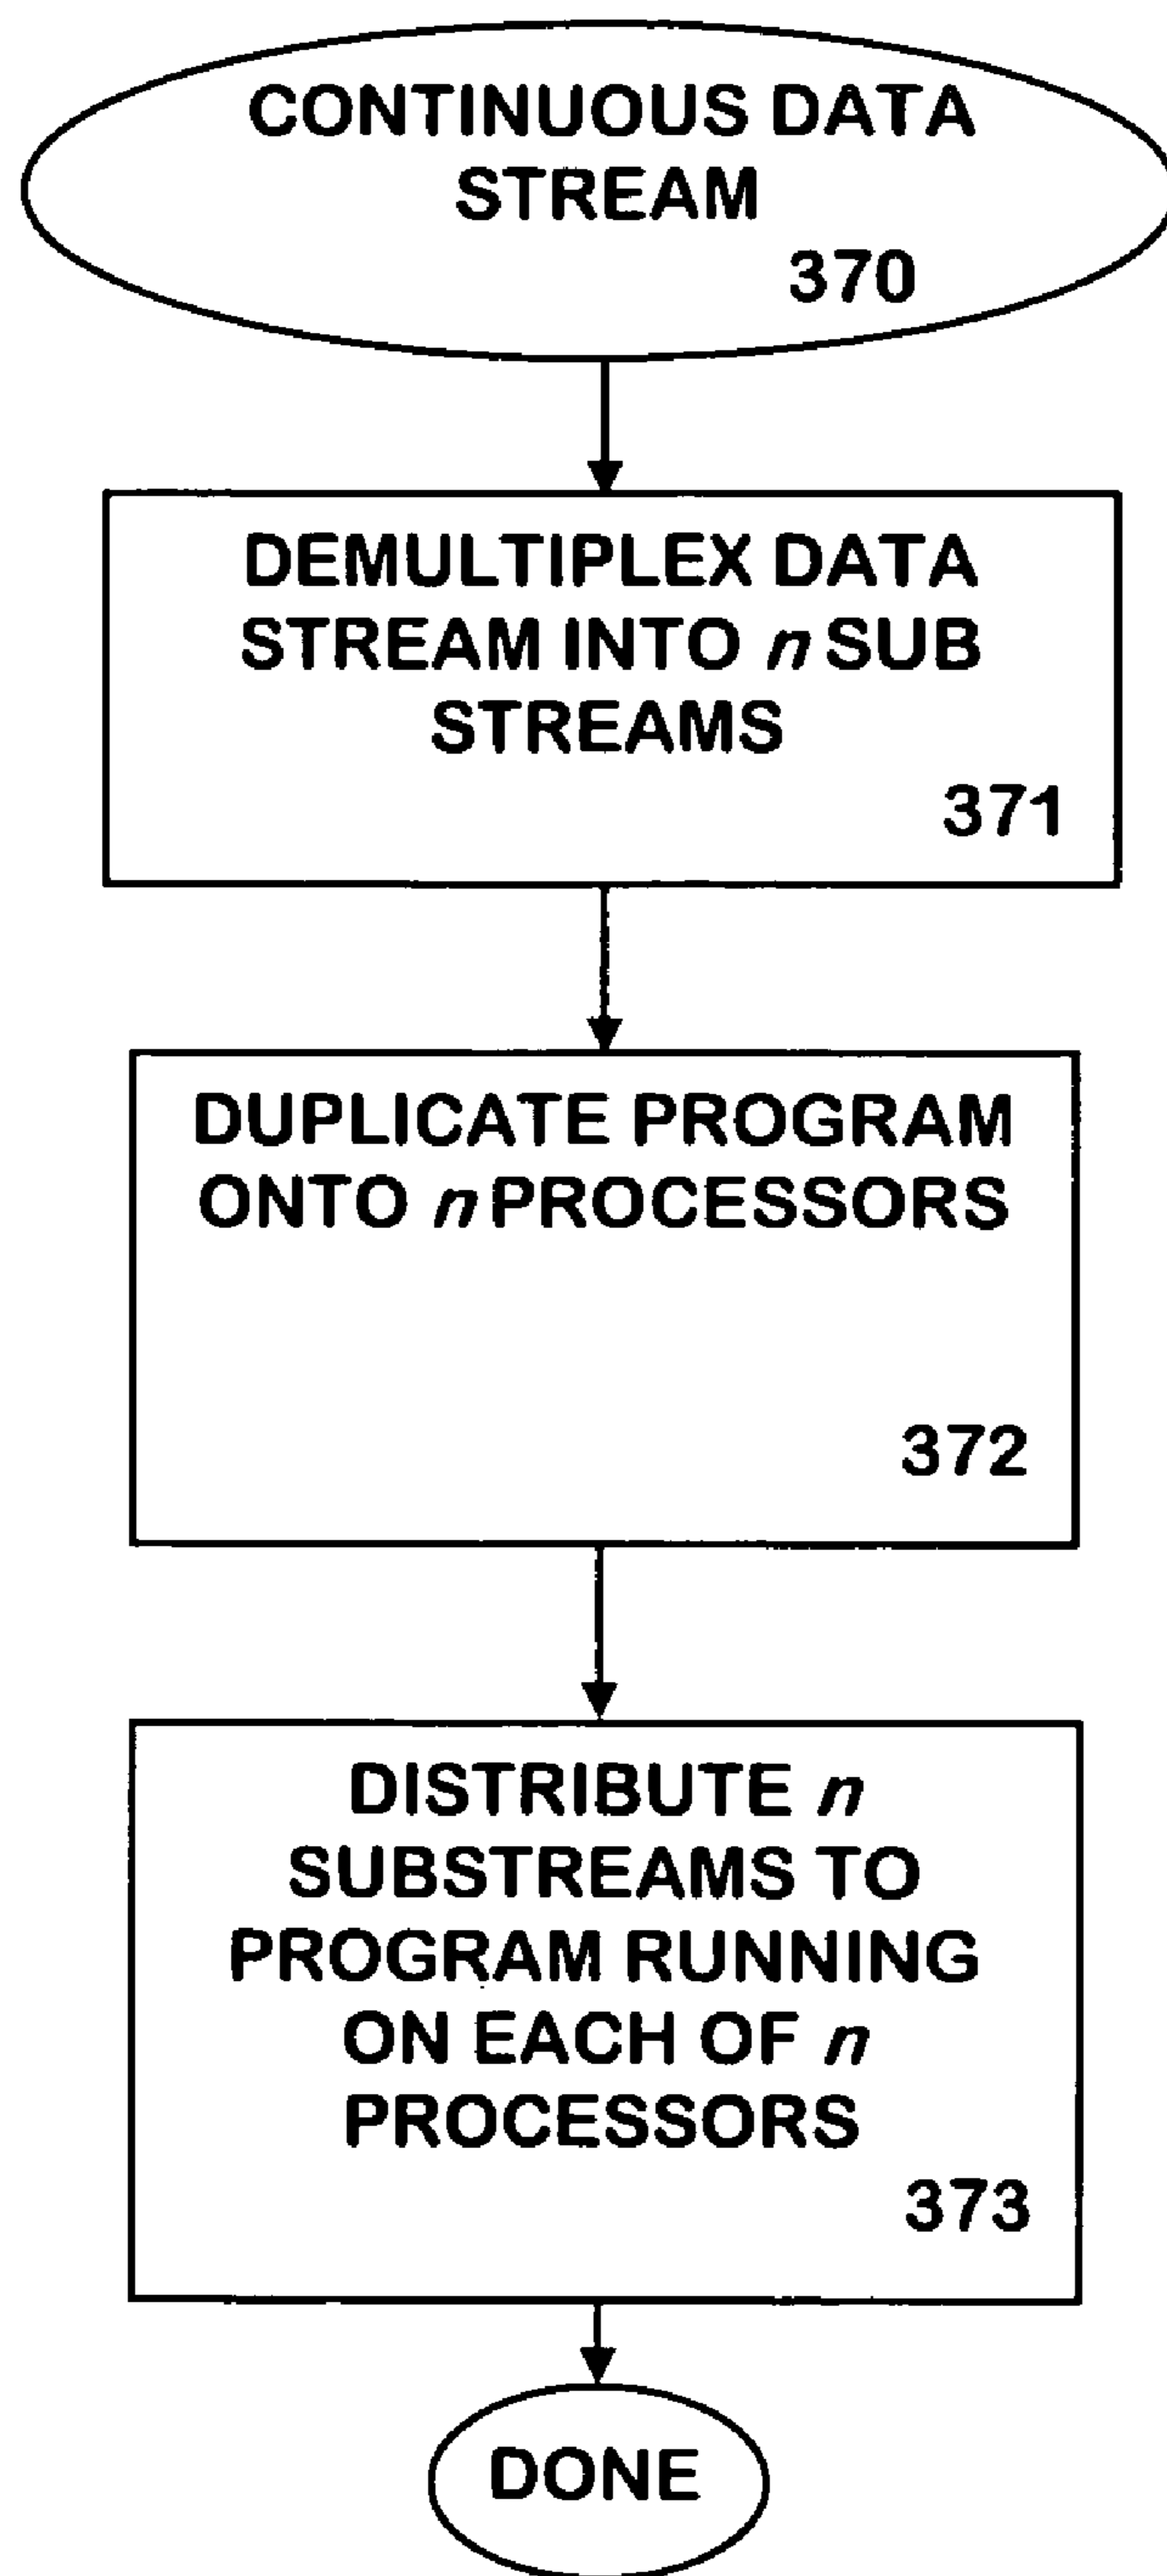 CONTINUOUS DATA
STREAM
370
DEMULTIPLEX DATA
STREAM INTO n SUB
STREAMS
371
DUPLICATE PROGRAM
ONTO n PROCESSORS
372
DISTRIBUTE n
SUBSTREAMS TO
PROGRAM RUNNING
ON EACH OF n
PROCESSORS
373
DONE